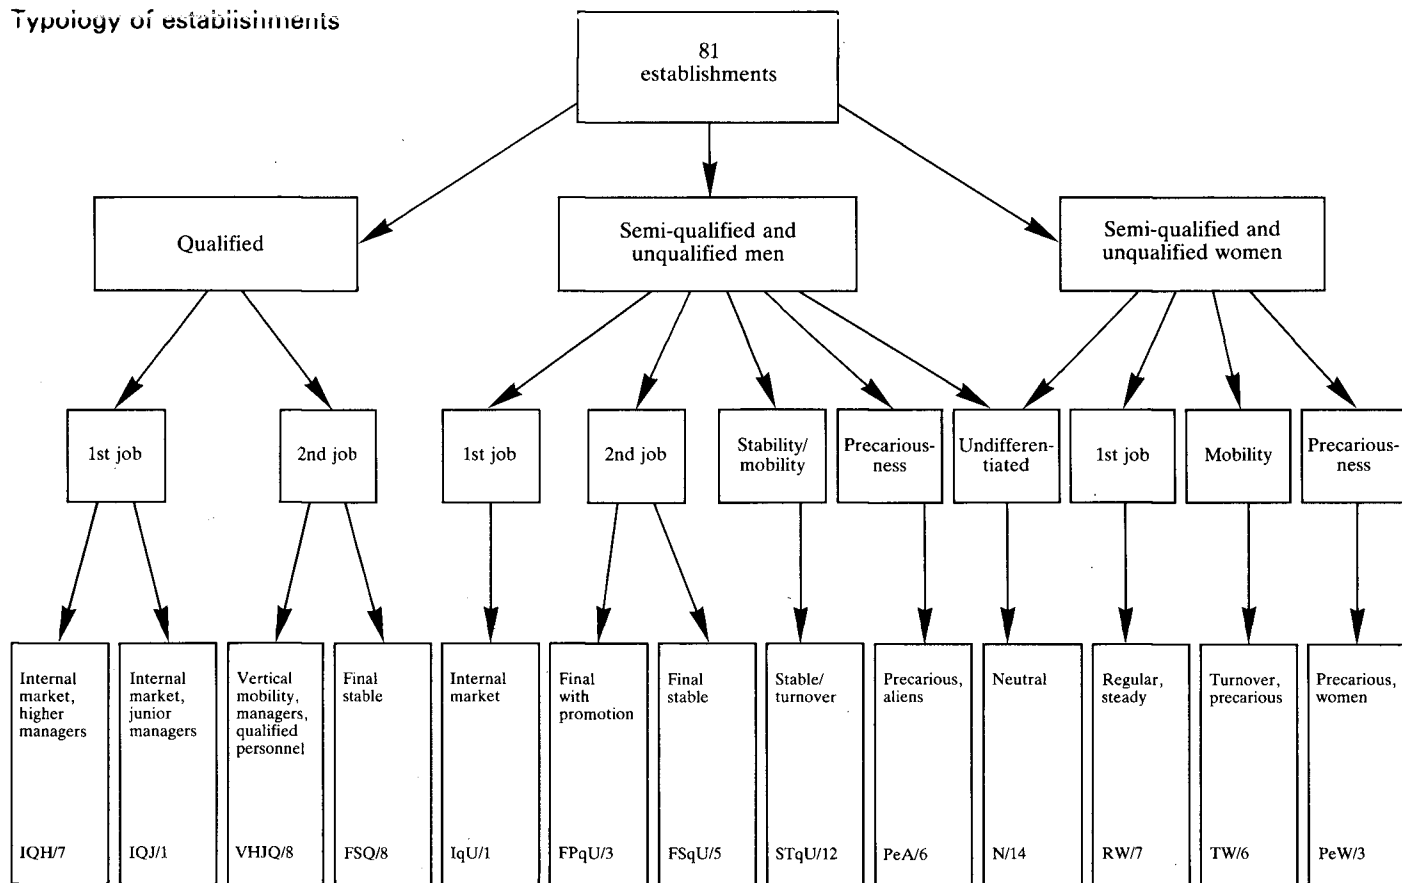 Typology of establishments
81
establishments
Qualified
Semi-qualified and
unqualified men
Semi-qualified and
unqualified women
1st job
2nd job
1st job
2nd job
Stability/
mobility
Precarious-
ness
Undifferen-
tiated
1st job
Mobility
Precarious-
ness
Internal
market,
higher
managers
IQH/7
Internal
market,
junior
managers
IQJ/1
Vertical
mobility,
managers,
qualified
personnel
VHJQ/8
Final
stable
FSQ/8
Internal
market
IqU/1
Final
with
promotion
FPqU/3
Final
stable
FSqU/5
Stable/
turnover
STqU/12
Precarious,
aliens
PeA/6
Neutral
N/14
Regular,
steady
RW/7
Turnover,
precarious
TW/6
Precarious,
women
PeW/3